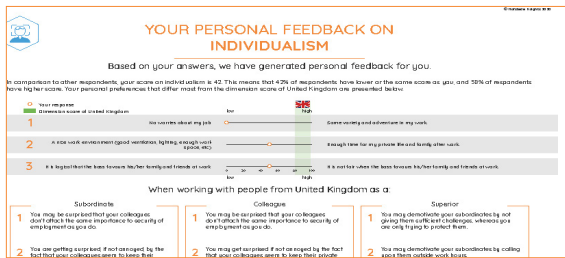 YOUR PERSONAL FEEDBACK ON
INDIVIDUALISM
Based on your answers, we have generated personal feedback for you.
In comparison to other respondents, your score on individualism is 42. This means that 42% of respondents have lower or the same score as you, and 58% of respondents
have higher score. Your personal preferences that differ most from the dimension score of United Kingdom are presented below.
Your response
Dimension score of United Kingdom
low high
1 No worries about my job Some variety and adventure in my work.
2 A nice work environment (good ventilation, lighting, enough work Enough time for my private life and family after work.
space, etc)
3 It is logical that the boss favours his/her family and friends at work It is not fair when the boss favours his/her family and friends at work.
0 20 40 60 80 100
low high
When working with people from United Kingdom as a:
Subordinate Colleague Superior
1 You may be surprised that your colleagues
don't attach the same importance to security of
employment as you do.
1 You may be surprised that your colleagues
don't attach the same importance to security of
employment as you do.
1 You may demotivate your subordinates by not
giving them sufficient challenges, whereas you
are only trying to protect them.
2 You are getting surprised, if not annoyed, by the
fact that your colleagues seem to keep their
2 You may get surprised if not annoyed by the fact
that your colleagues seem to keep their private
2 You may demotivate your subordinates by calling
upon them outside work hours.